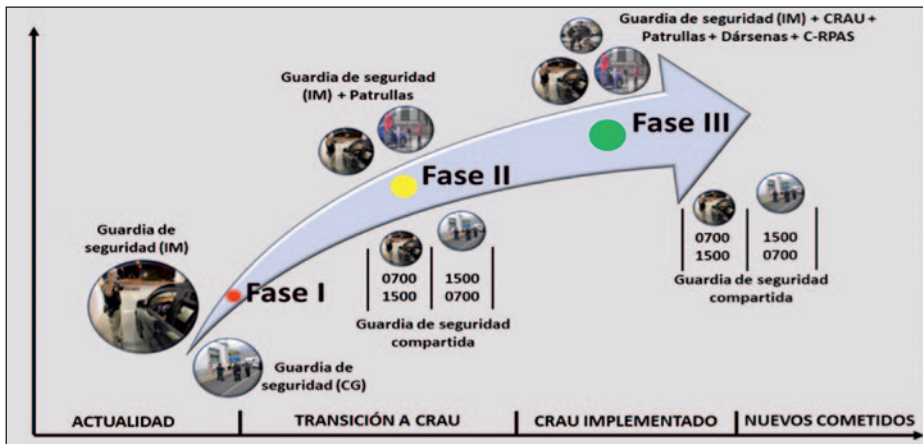 Guardia de seguridad (IM) + CRAU +
Patrullas + Dársenas + C-RPAS
Guardia de seguridad
(IM) + Patrullas
Fase III
Fase II
Guardia de
seguridad (IM)
Fase I
0700
1500
1500
0700
Guardia de seguridad
compartida
0700
1500
1500
0700
Guardia de seguridad
compartida
Guardia de
seguridad (CG)
ACTUALIDAD
TRANSICIÓN A CRAU
CRAU IMPLEMENTADO
NUEVOS COMETIDOS